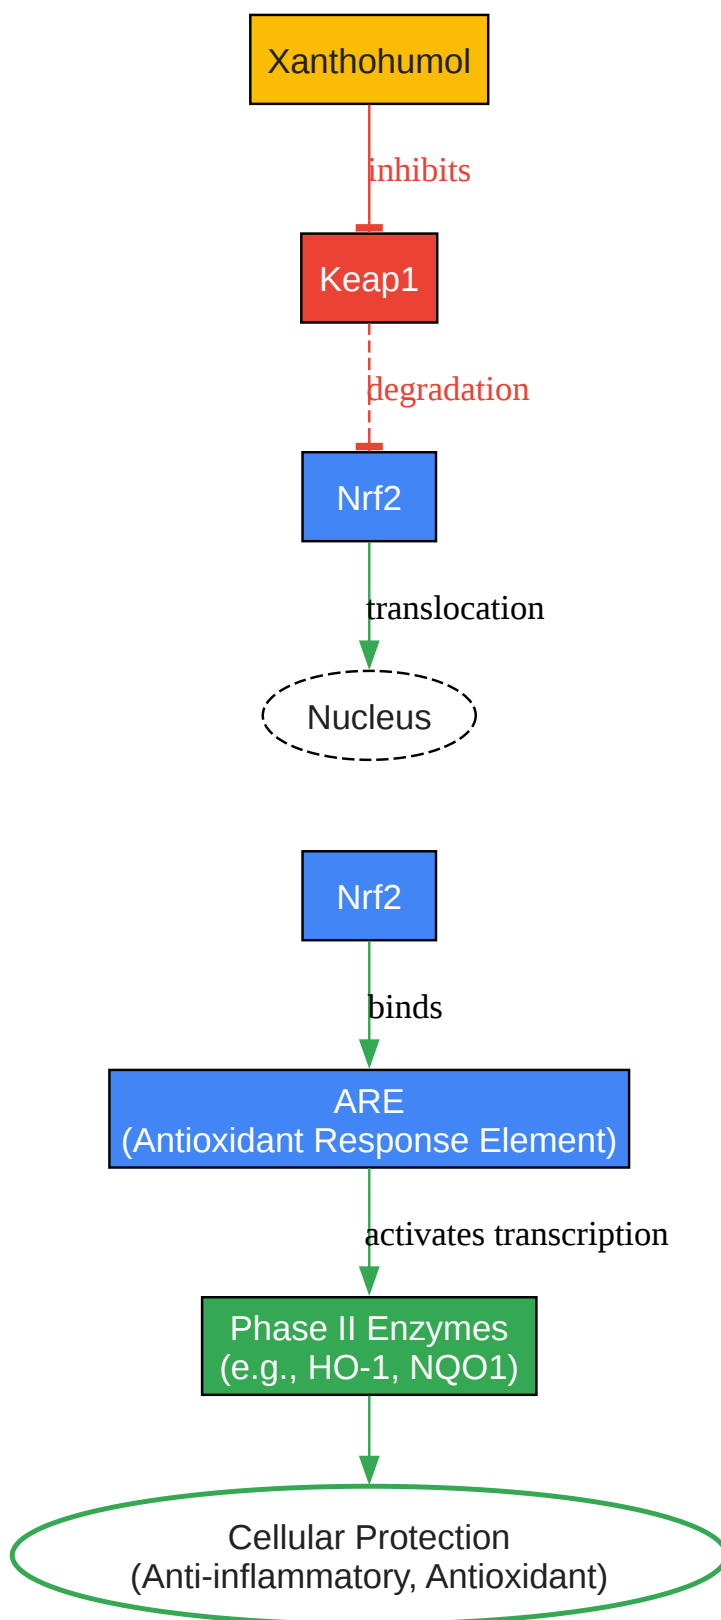 Xanthohumol
inhibits
Keap1
degradation
Nrf2
translocation
Nucleus
Nrf2
binds
ARE
(Antioxidant Response Element)
activates transcription
Phase II Enzymes
(e.g., HO-1, NQO1)
Cellular Protection
(Anti-inflammatory, Antioxidant)